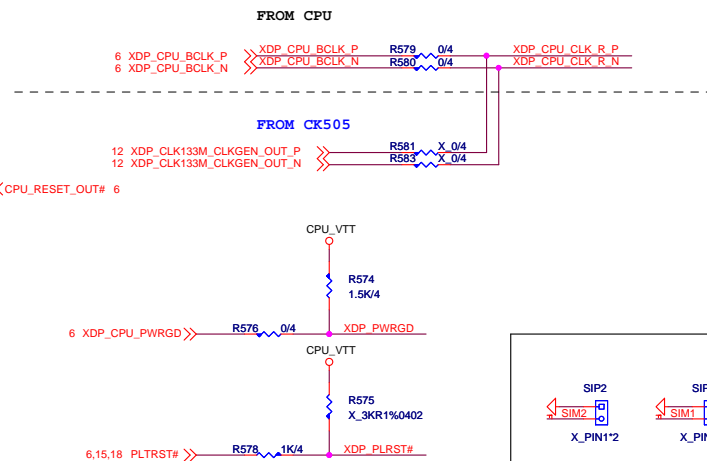 FROM CPU
6 XDP_CPU_BCLK_P XDP_CPU_BCLK_P R579 0/4 XDP_CPU_CLK_R_P
6 XDP_CPU_BCLK_N XDP_CPU_BCLK_N R580 0/4 XDP_CPU_CLK_R_N
FROM CK505
12 XDP_CLK133M_CLKGEN_OUT_P R581 X_0/4
12 XDP_CLK133M_CLKGEN_OUT_N R583 X_0/4
CPU_RESET_OUT# 6
CPU_VTT
R574
1.5K/4
6 XDP_CPU_PWRGD R576 0/4 XDP_PWRGD
CPU_VTT
R575
X_3KR1%0402
6,15,18 PLTRST# R578 1K/4 XDP_PLRST#
SIP2 SIP
SIM2 SIM1
X_PIN1*2 X_PIN